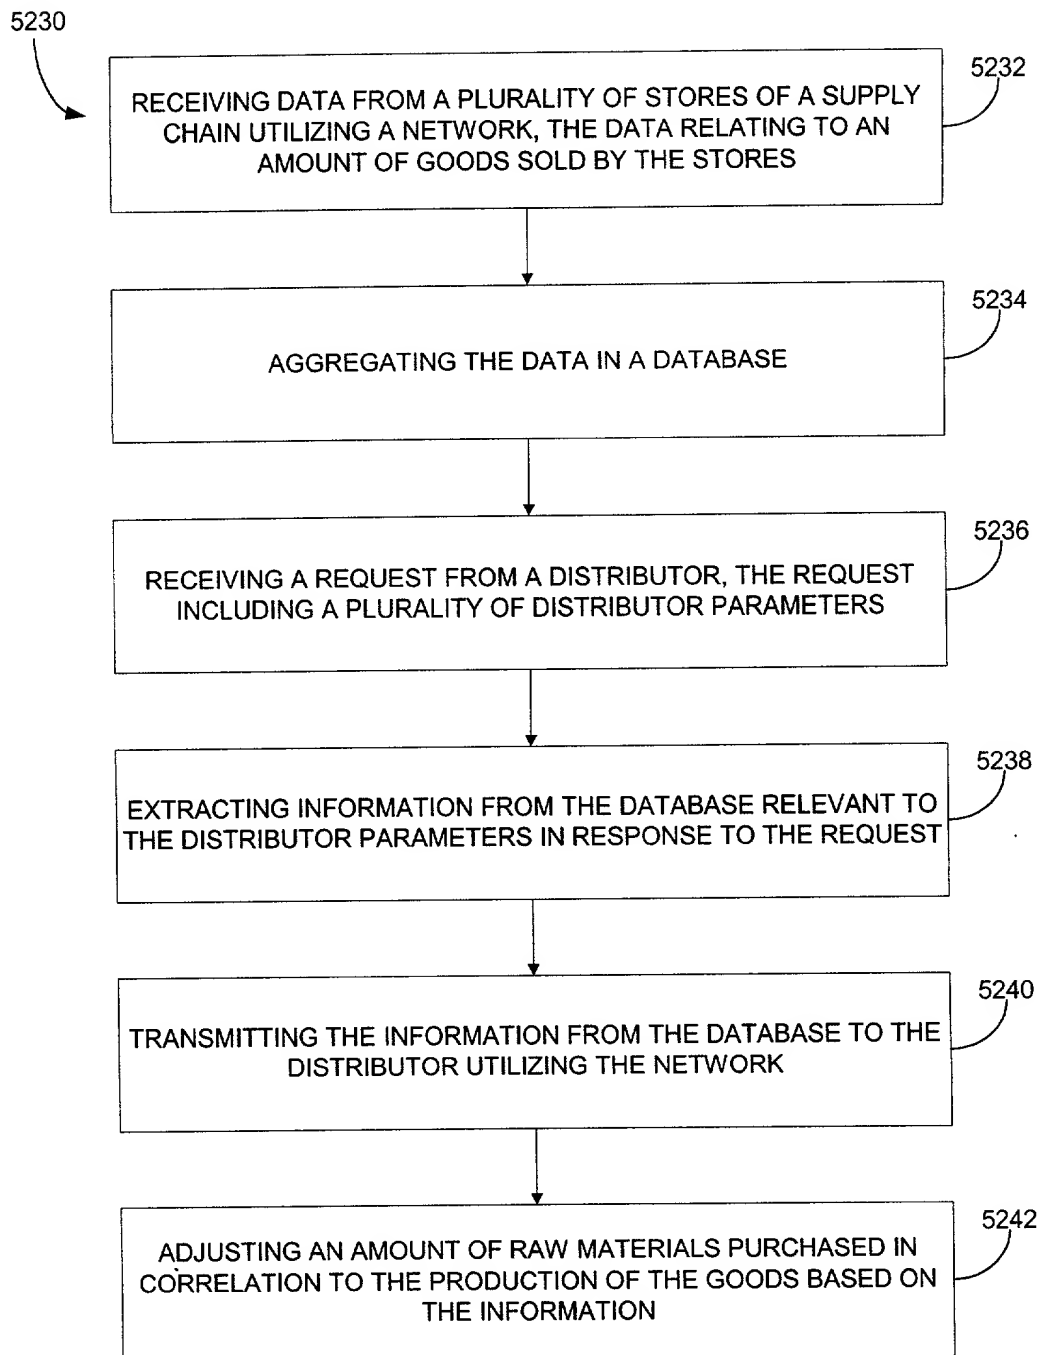 5230
5232
RECEIVING DATA FROM A PLURALITY OF STORES OF A SUPPLY
CHAIN UTILIZING A NETWORK, THE DATA RELATING TO AN
AMOUNT OF GOODS SOLD BY THE STORES
5234
AGGREGATING THE DATA IN A DATABASE
5236
RECEIVING A REQUEST FROM A DISTRIBUTOR, THE REQUEST
INCLUDING A PLURALITY OF DISTRIBUTOR PARAMETERS
5238
EXTRACTING INFORMATION FROM THE DATABASE RELEVANT TO
THE DISTRIBUTOR PARAMETERS IN RESPONSE TO THE REQUEST
5240
TRANSMITTING THE INFORMATION FROM THE DATABASE TO THE
DISTRIBUTOR UTILIZING THE NETWORK
5242
ADJUSTING AN AMOUNT OF RAW MATERIALS PURCHASED IN
CORRELATION TO THE PRODUCTION OF THE GOODS BASED ON
THE INFORMATION